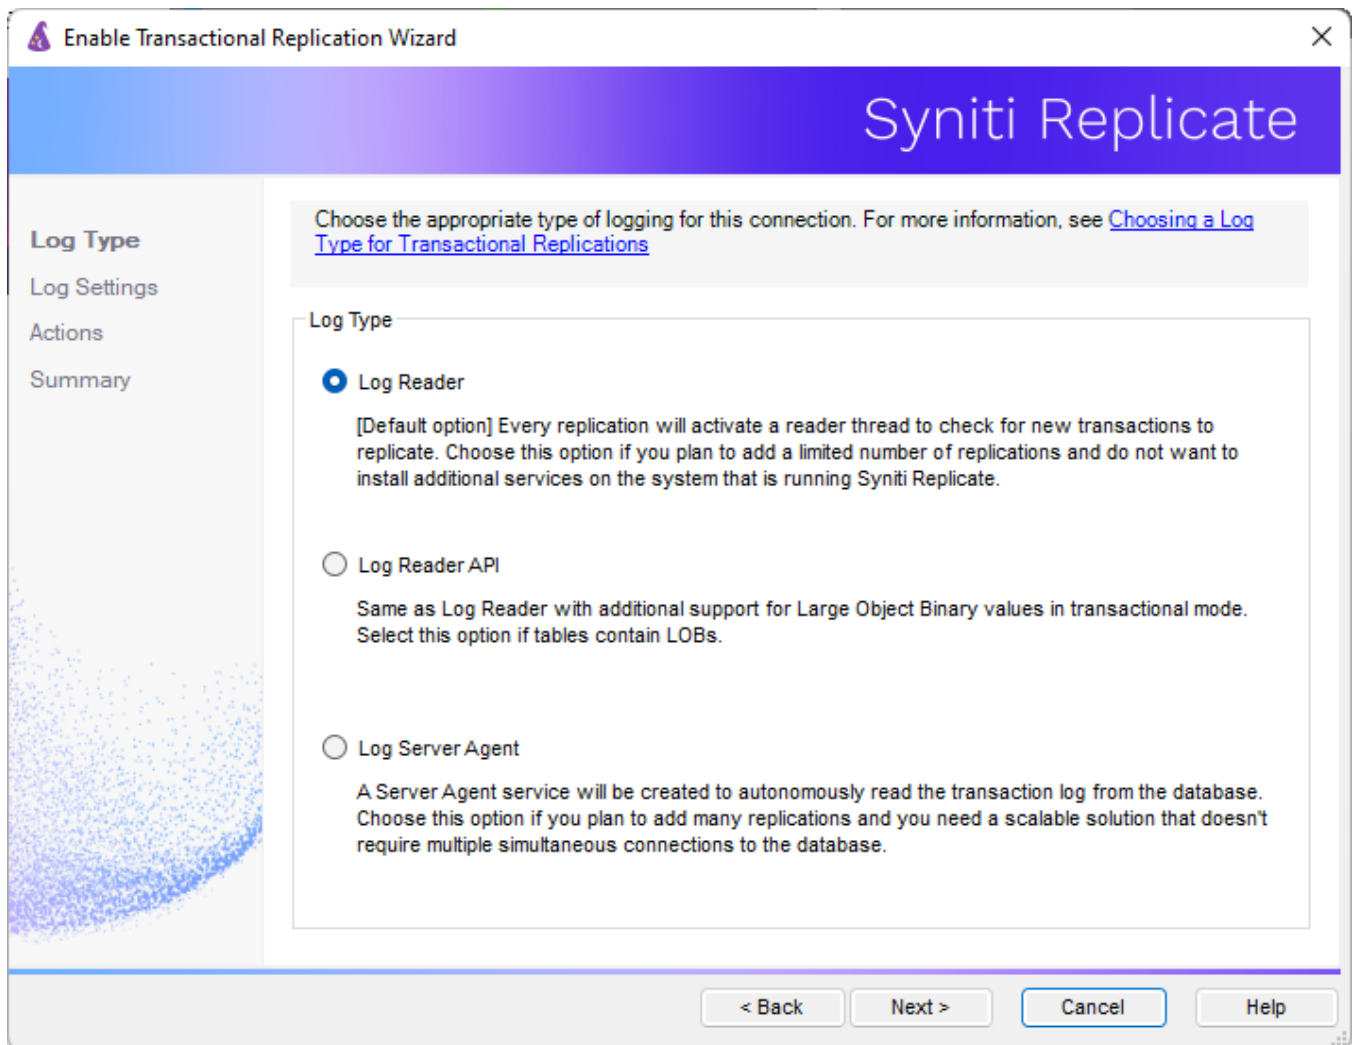 Enable Transactional Replication Wizard
Syniti Replicate
Log Type
Log Settings
Actions
Summary
Choose the appropriate type of logging for this connection. For more information, see Choosing a Log
Type for Transactional Replications
Log Type
Log Reader
[Default option] Every replication will activate a reader thread to check for new transactions to
replicate. Choose this option if you plan to add a limited number of replications and do not want to
install additional services on the system that is running Syniti Replicate.
Log Reader API
Same as Log Reader with additional support for Large Object Binary values in transactional mode.
Select this option if tables contain LOBs.
Log Server Agent
A Server Agent service will be created to autonomously read the transaction log from the database.
Choose this option if you plan to add many replications and you need a scalable solution that doesn't
require multiple simultaneous connections to the database.
< Back
Next >
Cancel
Help